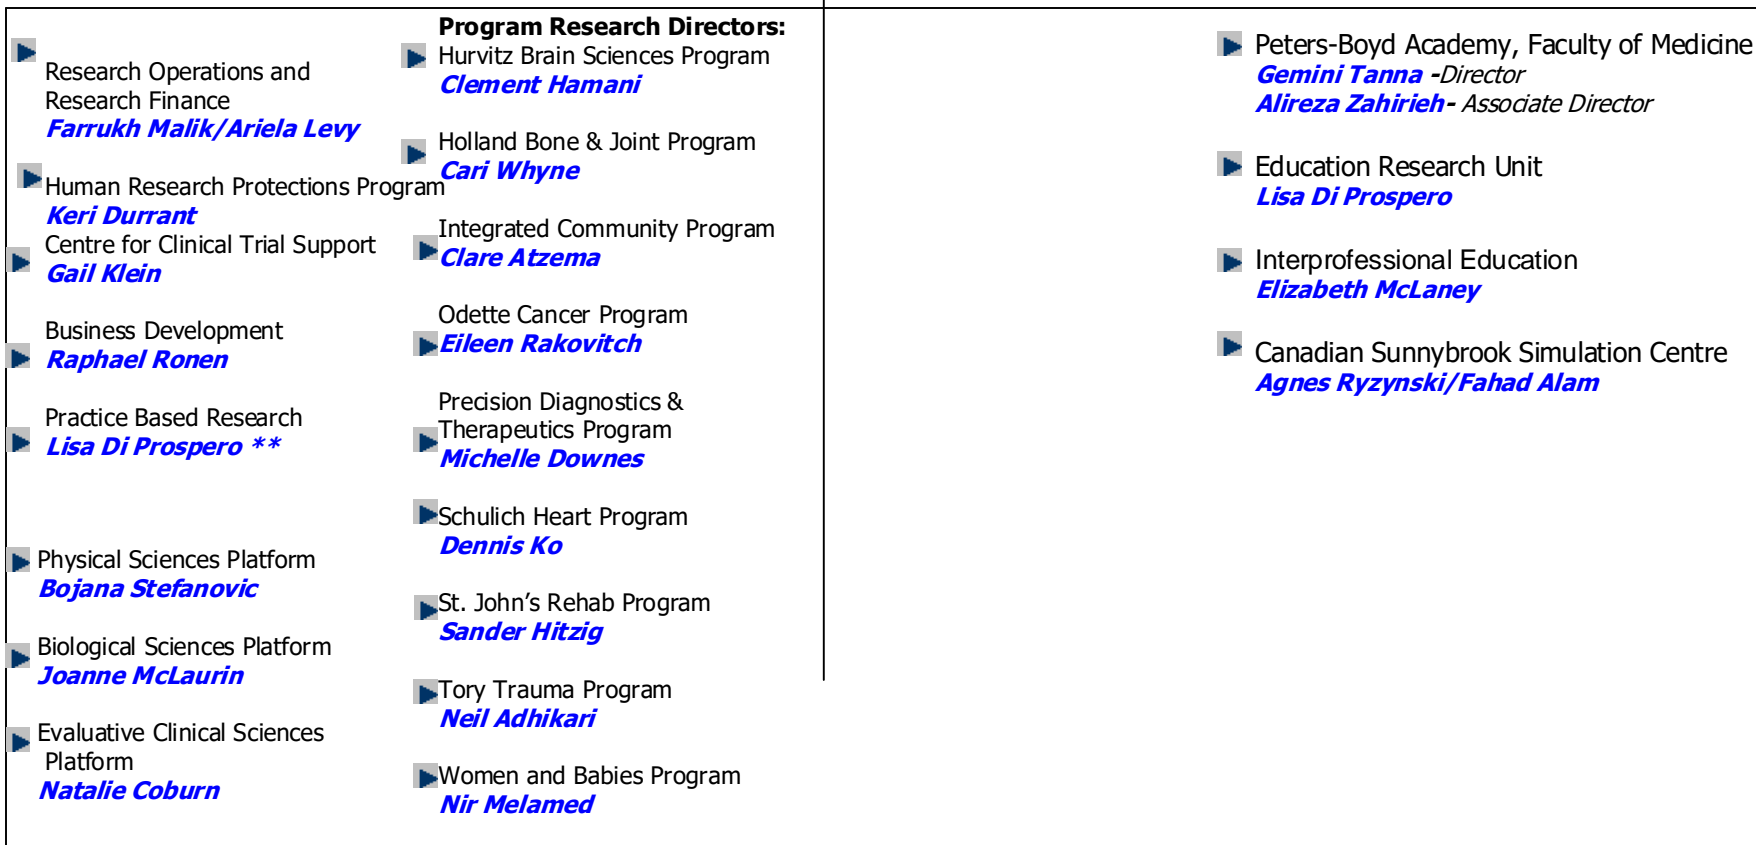 Research Operations and
Research Finance
Farrukh Malik/Ariela Levy
Human Research Protections Program
Keri Durrant
Centre for Clinical Trial Support
Gail Klein
Business Development
Raphael Ronen
Practice Based Research
Lisa Di Prospero **
Physical Sciences Platform
Bojana Stefanovic
Biological Sciences Platform
Joanne McLaurin
Evaluative Clinical Sciences
Platform
Natalie Coburn
Program Research Directors:
Hurvitz Brain Sciences Program
Clement Hamani
Holland Bone & Joint Program
Cari Whyne
Integrated Community Program
Clare Atzema
Odette Cancer Program
Eileen Rakovitch
Precision Diagnostics &
Therapeutics Program
Michelle Downes
Schulich Heart Program
Dennis Ko
St. John’s Rehab Program
Sander Hitzig
Tory Trauma Program
Neil Adhikari
Women and Babies Program
Nir Melamed
Peters-Boyd Academy, Faculty of Medicine
Gemini Tanna -Director
Alireza Zahirieh- Associate Director
Education Research Unit
Lisa Di Prospero
Interprofessional Education
Elizabeth McLaney
Canadian Sunnybrook Simulation Centre
Agnes Ryzynski/Fahad Alam